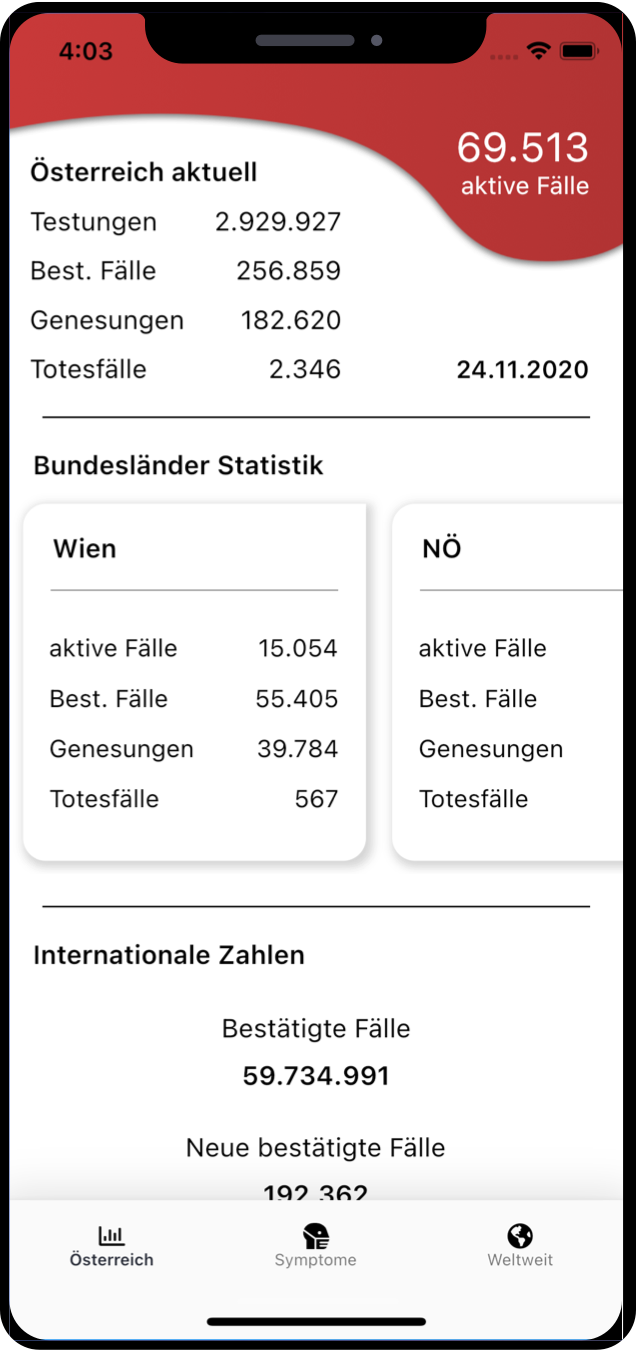 4:03
69.513
aktive Fälle
Österreich aktuell
Testungen 2.929.927
Best. Fälle 256.859
Genesungen 182.620
Totesfälle 2.346 24.11.2020
Bundesländer Statistik
Wien
aktive Fälle 15.054
Best. Fälle 55.405
Genesungen 39.784
Totesfälle 567
NÖ
aktive Fälle
Best. Fälle
Genesungen
Totesfälle
Internationale Zahlen
Bestätigte Fälle
59.734.991
Neue bestätigte Fälle
192.362
Österreich Symptome Weltweit